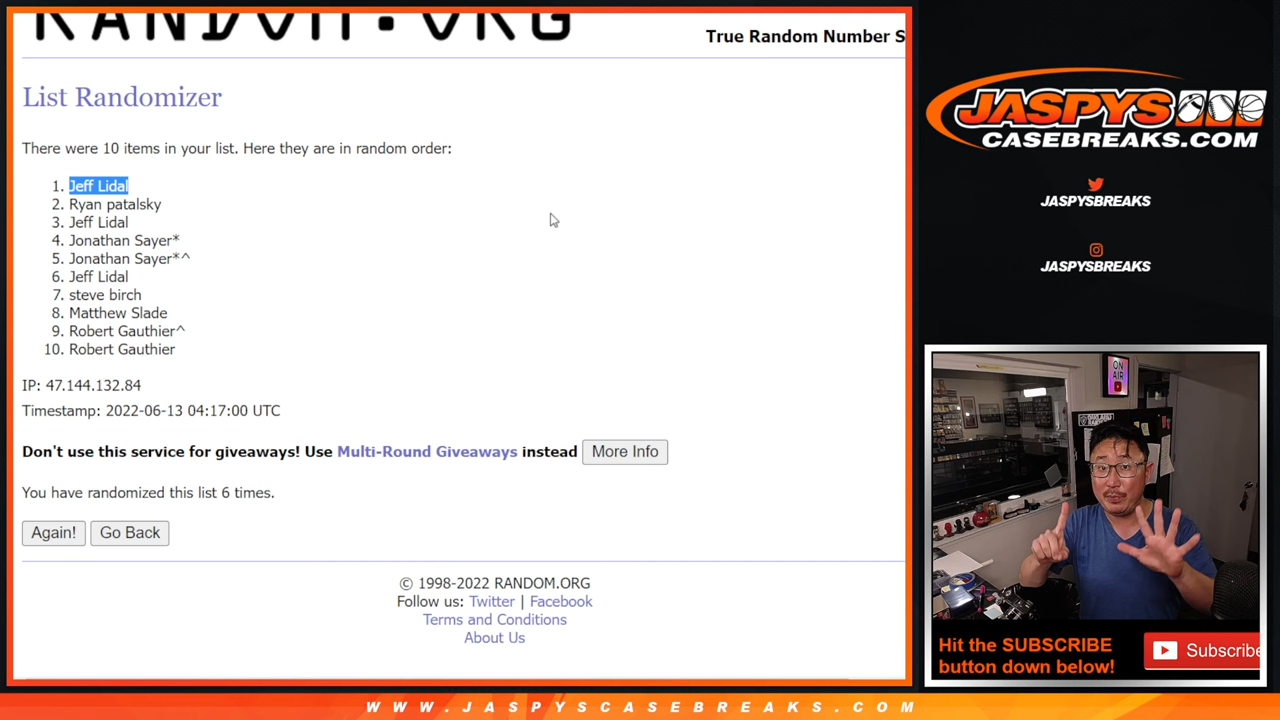 RANDOM.ORG
True Random Number S
List Randomizer
There were 10 items in your list. Here they are in random order:
1. Jeff Lidal
2. Ryan patalsky
3. Jeff Lidal
4. Jonathan Sayer*
5. Jonathan Sayer*^
6. Jeff Lidal
7. steve birch
8. Matthew Slade
9. Robert Gauthier^
10. Robert Gauthier
IP: 47.144.132.84
Timestamp: 2022-06-13 04:17:00 UTC
Don't use this service for giveaways! Use Multi-Round Giveaways instead More Info
You have randomized this list 6 times.
Again! Go Back
© 1998-2022 RANDOM.ORG
Follow us: Twitter | Facebook
Terms and Conditions
About Us
JASPYS
CASEBREAKS.COM
JASPYSBREAKS
JASPYSBREAKS
ON
AIR
Hit the SUBSCRIBE
button down below!
Subscribe
WWW.JASPYSCASEBREAKS.COM